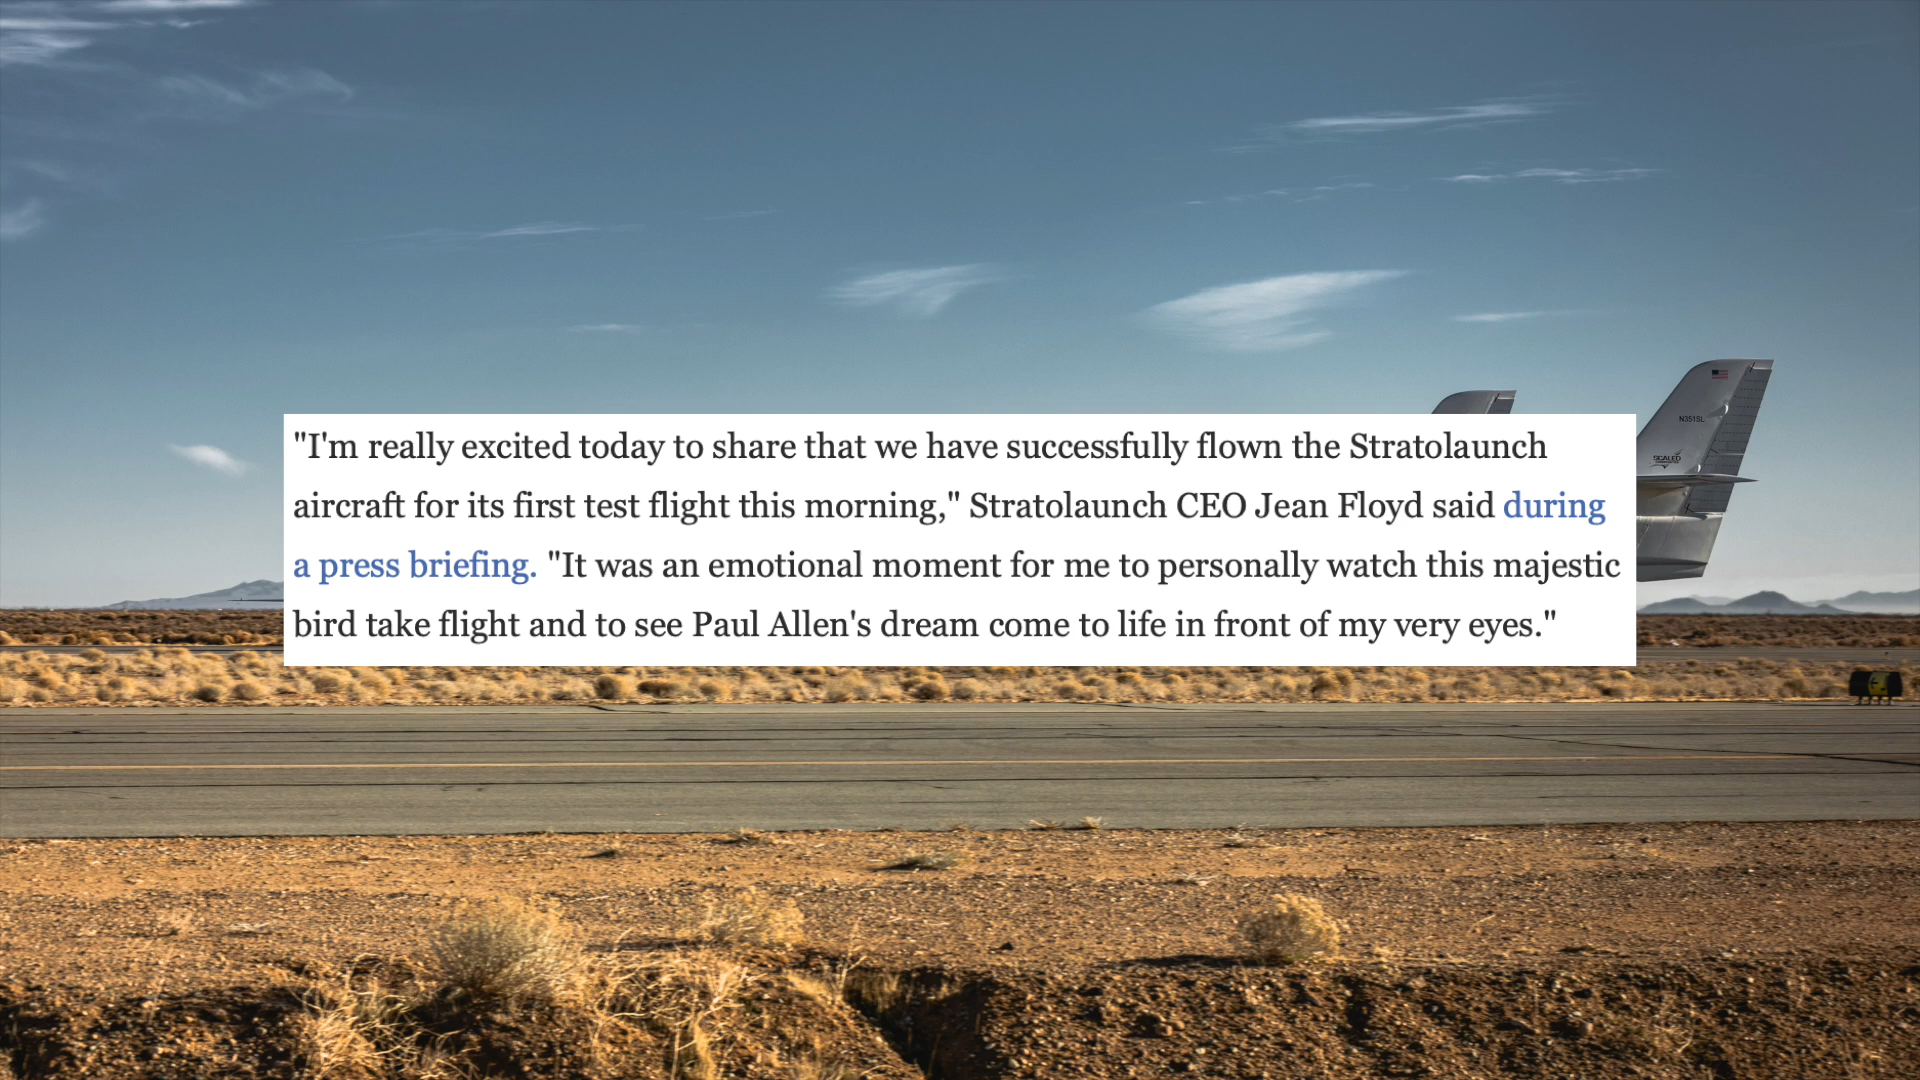 N351SL
SCALED
"I'm really excited today to share that we have successfully flown the Stratolaunch
aircraft for its first test flight this morning," Stratolaunch CEO Jean Floyd said during
a press briefing. "It was an emotional moment for me to personally watch this majestic
bird take flight and to see Paul Allen's dream come to life in front of my very eyes."